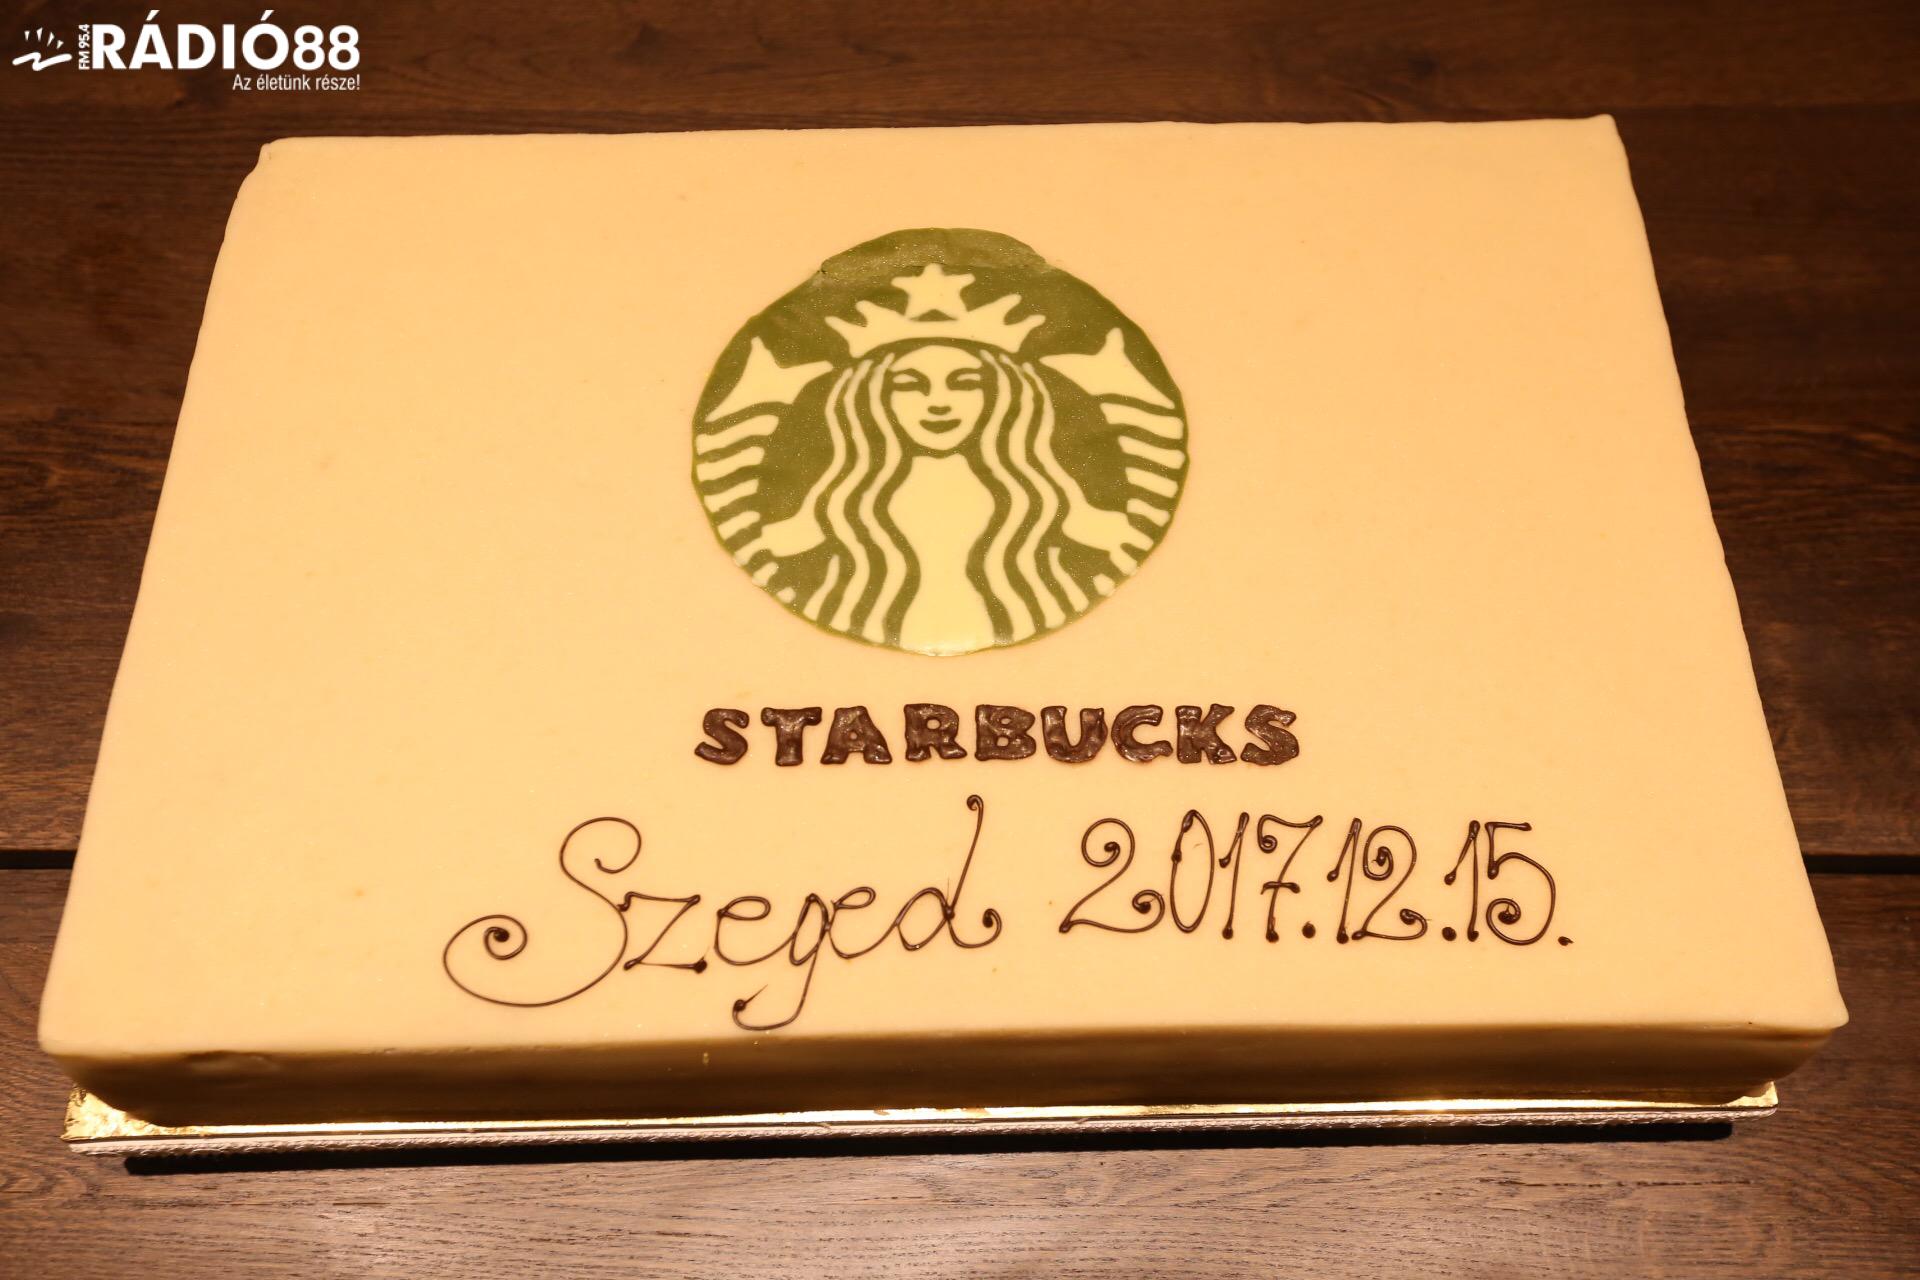 FM 95.4 RÁDIÓ88
Az életünk része!
STARBUCKS
Szeged 2017.12.15.